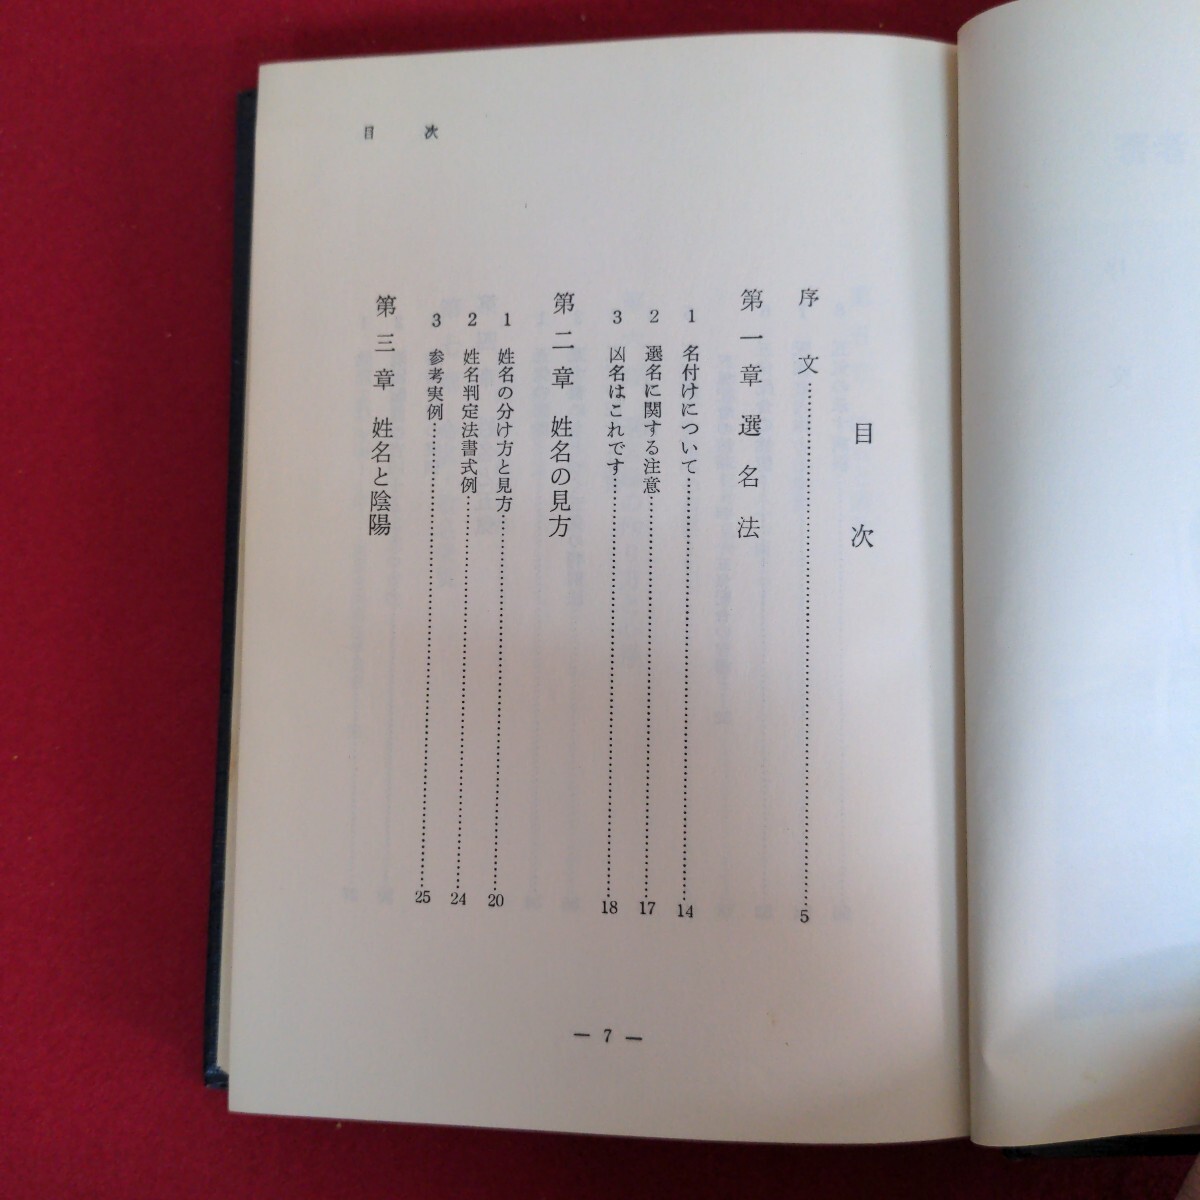 目次
目次
序文 5
第一章 選名法
1 名付けについて 14
2 選名に関する注意 17
3 凶名はこれです 18
第二章 姓名の見方
1 姓名の分け方と見方 20
2 姓名判定法書式例 24
3 参考実例 25
第三章 姓名と陰陽
— 7 —